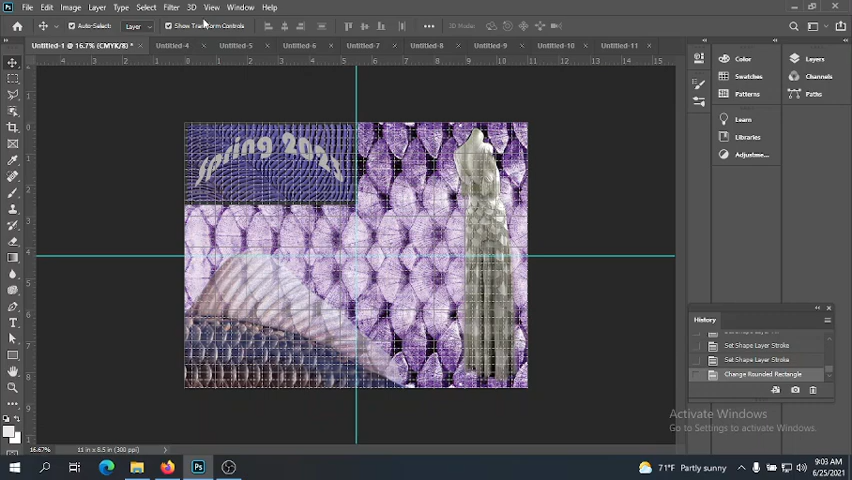 File Edit Image Layer Type Select Filter 3D View Window Help
Auto-Select: Layer Show Transform Controls 3D Mode:
Untitled-1 @ 16.7% (CMYK/8) * Untitled-4 Untitled-5 Untitled-6 Untitled-7 Untitled-8 Untitled-9 Untitled-10 Untitled-11
Spring 2022
Color
Swatches
Patterns
Learn
Libraries
Adjustme...
Layers
Channels
Paths
History
Set Shape Layer Stroke
Set Shape Layer Stroke
Change Rounded Rectangle
Activate Windows
Go to Settings to activate Windows.
16.67% 11 in x 8.5 in (300 ppi)
71°F Partly sunny
9:03 AM
6/25/2021